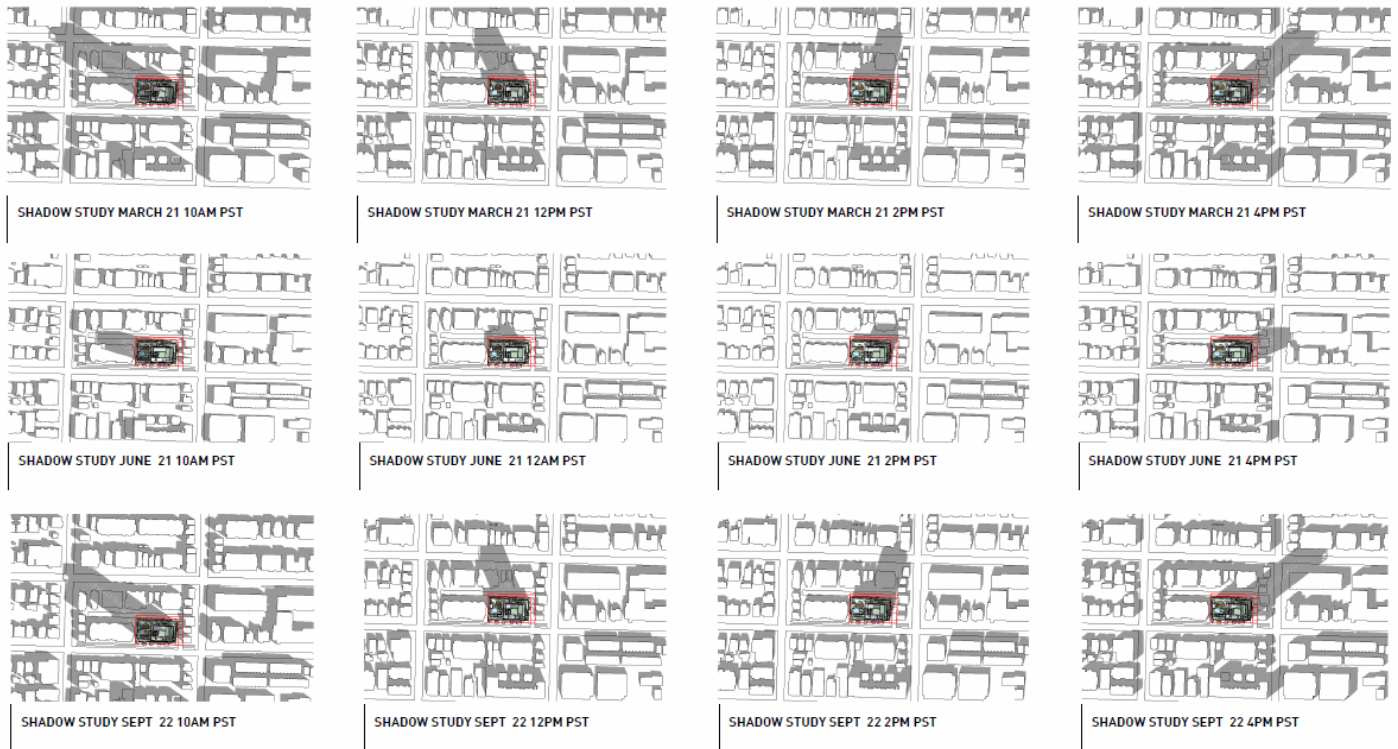 SHADOW STUDY MARCH 21 10AM PST
SHADOW STUDY MARCH 21 12PM PST
SHADOW STUDY MARCH 21 2PM PST
SHADOW STUDY MARCH 21 4PM PST
SHADOW STUDY JUNE 21 10AM PST
SHADOW STUDY JUNE 21 12AM PST
SHADOW STUDY JUNE 21 2PM PST
SHADOW STUDY JUNE 21 4PM PST
SHADOW STUDY SEPT 22 10AM PST
SHADOW STUDY SEPT 22 12PM PST
SHADOW STUDY SEPT 22 2PM PST
SHADOW STUDY SEPT 22 4PM PST